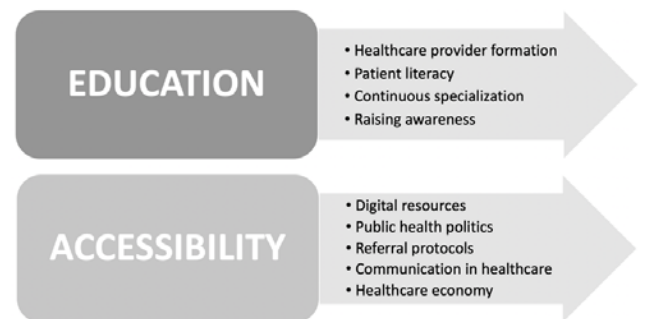 EDUCATION
• Healthcare provider formation
• Patient literacy
• Continuous specialization
• Raising awareness
ACCESSIBILITY
• Digital resources
• Public health politics
• Referral protocols
• Communication in healthcare
• Healthcare economy